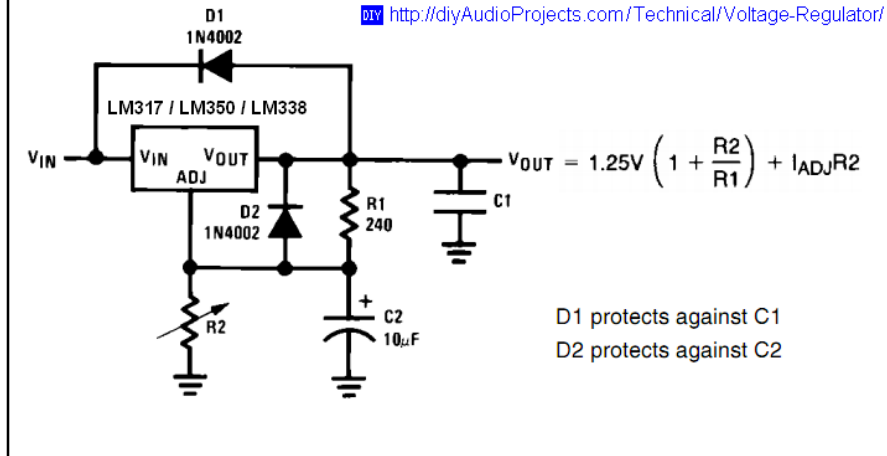 DIY http://diyAudioProjects.com/Technical/Voltage-Regulator/
D1
1N4002
LM317 / LM350 / LM338
VIN
VIN VOUT
ADJ
D2
1N4002
R1
240
C1
VOUT = 1.25V (1 + R2/R1) + IADJR2
R2
+
C2
10µF
D1 protects against C1
D2 protects against C2